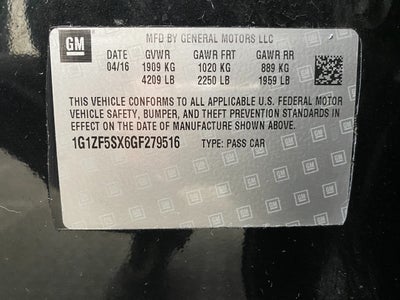 GM
MFD BY GENERAL MOTORS LLC
DATE GVWR GAWR FRT GAWR RR
04/16 1909 KG 1020 KG 889 KG
4209 LB 2250 LB 1959 LB
THIS VEHICLE CONFORMS TO ALL APPLICABLE U.S. FEDERAL MOTOR
VEHICLE SAFETY, BUMPER, AND THEFT PREVENTION STANDARDS IN
EFFECT ON THE DATE OF MANUFACTURE SHOWN ABOVE.
1G1ZF5SX6GF279516 TYPE: PASS CAR